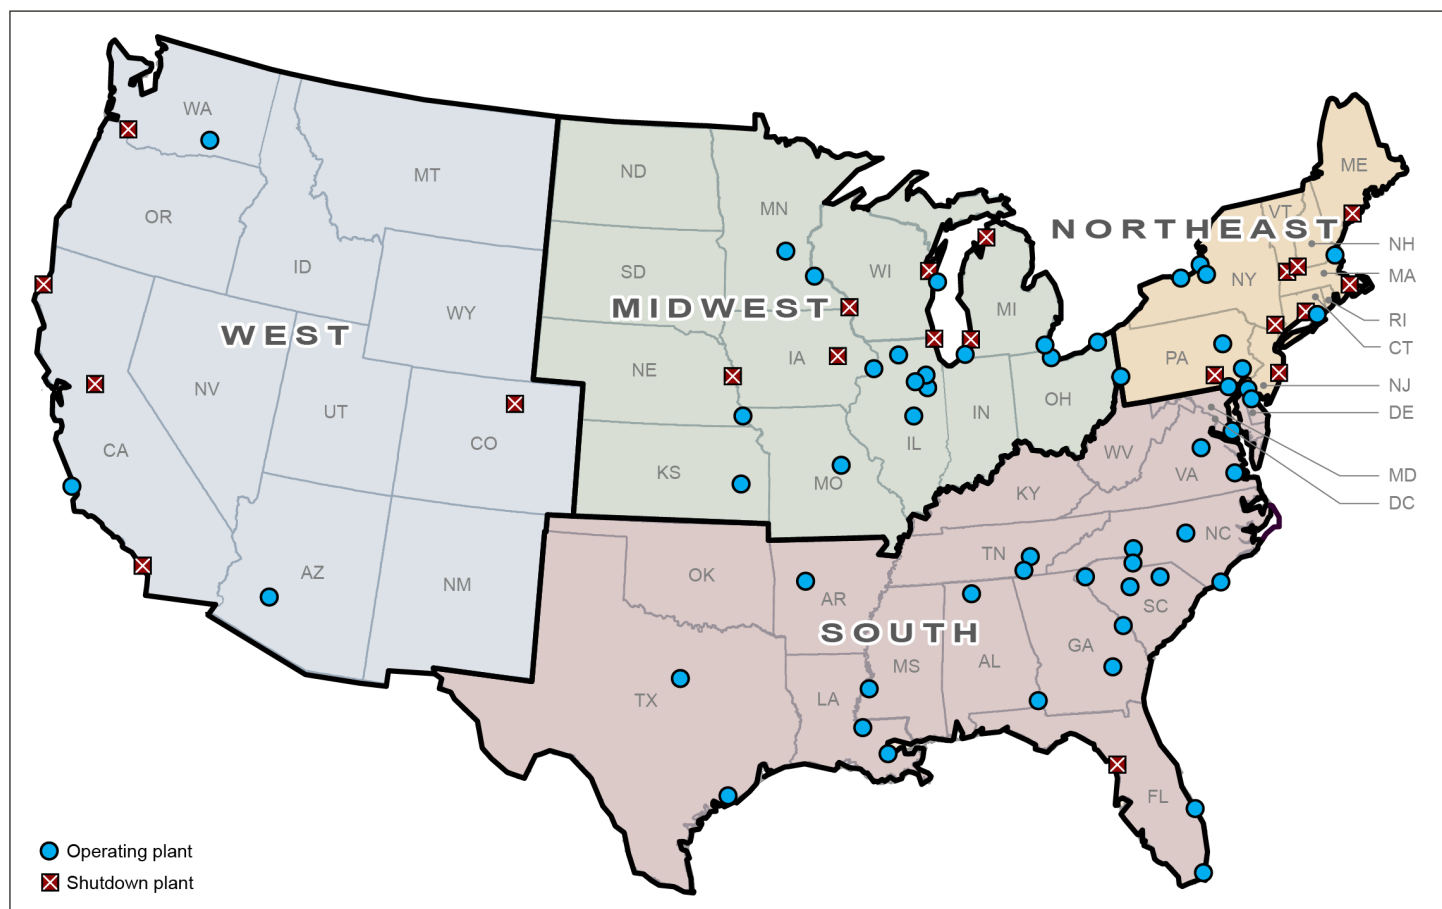 WA
MT
ND
ME
MN
VT
OR
NORTHEAST
NH
ID
SD
WI
NY
MA
WY
MIDWEST
MI
RI
WEST
CT
IA
PA
NE
NV
NJ
UT
OH
DE
IN
CA
CO
IL
WV
KS
MO
VA
MD
KY
DC
NC
TN
AZ
OK
NM
AR
SC
SOUTH
GA
MS
AL
TX
LA
FL
Operating plant
Shutdown plant